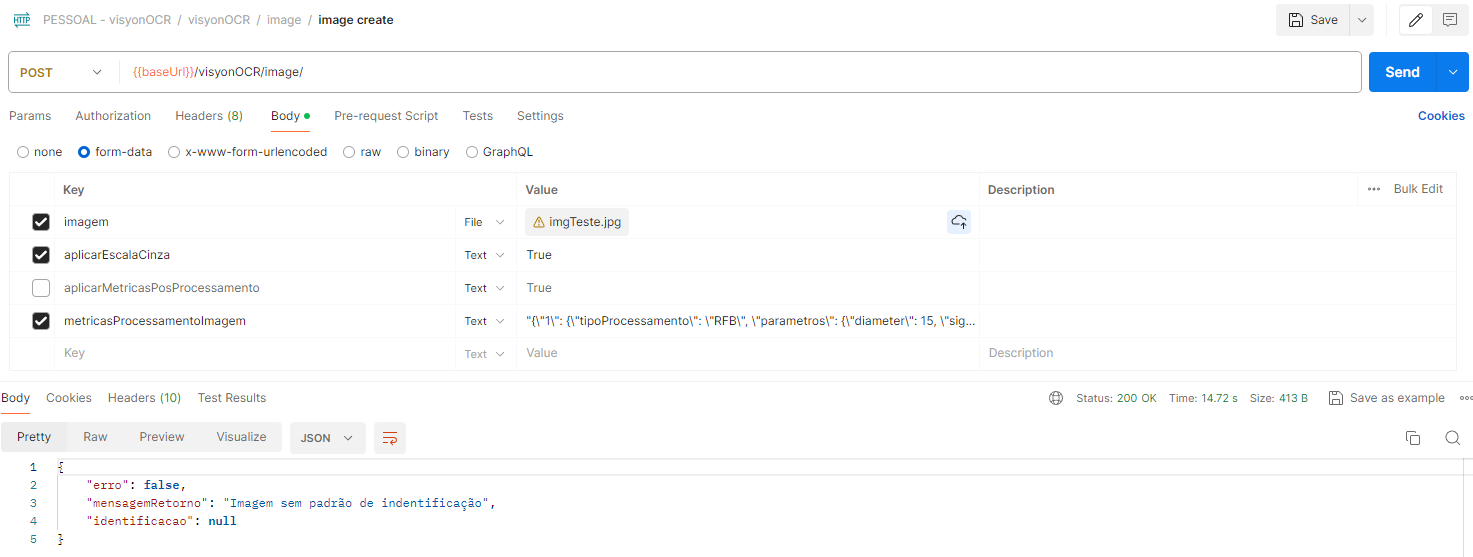 HTTP PESSOAL - visyonOCR / visyonOCR / image / image create Save
POST {{baseUrl}}/visyonOCR/image/ Send
Params Authorization Headers (8) Body Pre-request Script Tests Settings Cookies
none form-data x-www-form-urlencoded raw binary GraphQL
Key Value Description ••• Bulk Edit
imagem File imgTeste.jpg
aplicarEscalaCinza Text True
aplicarMetricasPosProcessamento Text True
metricasProcessamentoImagem Text "{\"1\": {\"tipoProcessamento\": \"RFB\", \"parametros\": {\"diameter\": 15, \"sig...
Key Text Value Description
Body Cookies Headers (10) Test Results Status: 200 OK Time: 14.72 s Size: 413 B Save as example
Pretty Raw Preview Visualize JSON
1 {
2 "erro": false,
3 "mensagemRetorno": "Imagem sem padrão de indentificação",
4 "identificacao": null
5 }